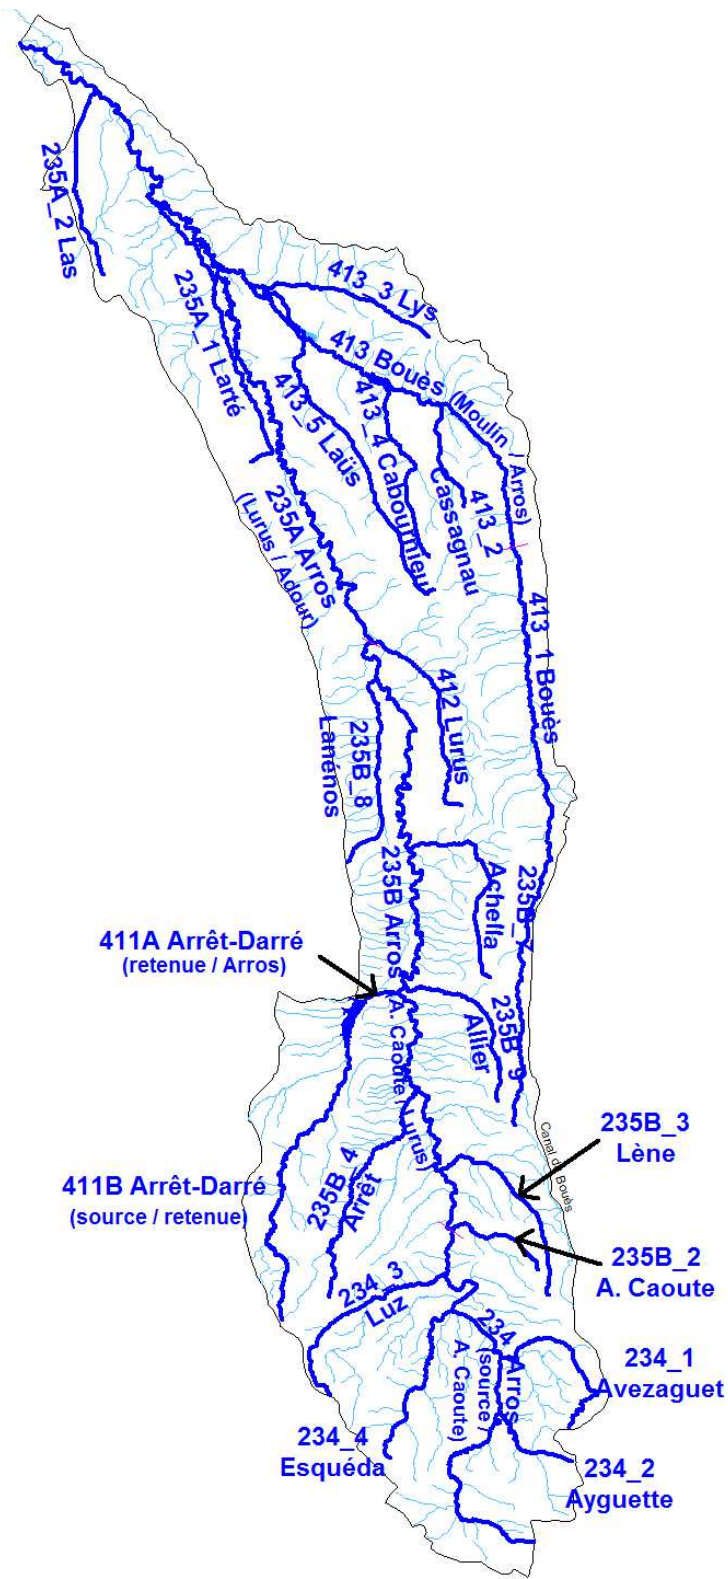 235A_2 Las
413_3 Lys
235A_1 Larté
413 Bouès (Moulin / Arros)
413_5 Laüs
413_4 Cabournieu
413_2
Cassagnau
235A Arros
(Lurus / Adour)
413_1 Bouès
412 Lurus
235B_8
Lanénos
235B Arros
(A. Caoute / Lurus)
235B_7
Achella
411A Arrêt-Darré
(retenue / Arros)
235B_9
Allier
Canal du Bouès
235B_3
Lène
235B_4
Arrêt
411B Arrêt-Darré
(source / retenue)
235B_2
A. Caoute
234_3
Luz
234 Arros
(source /
A. Caoute)
234_1
Avezaguet
234_4
Esquéda
234_2
Ayguette